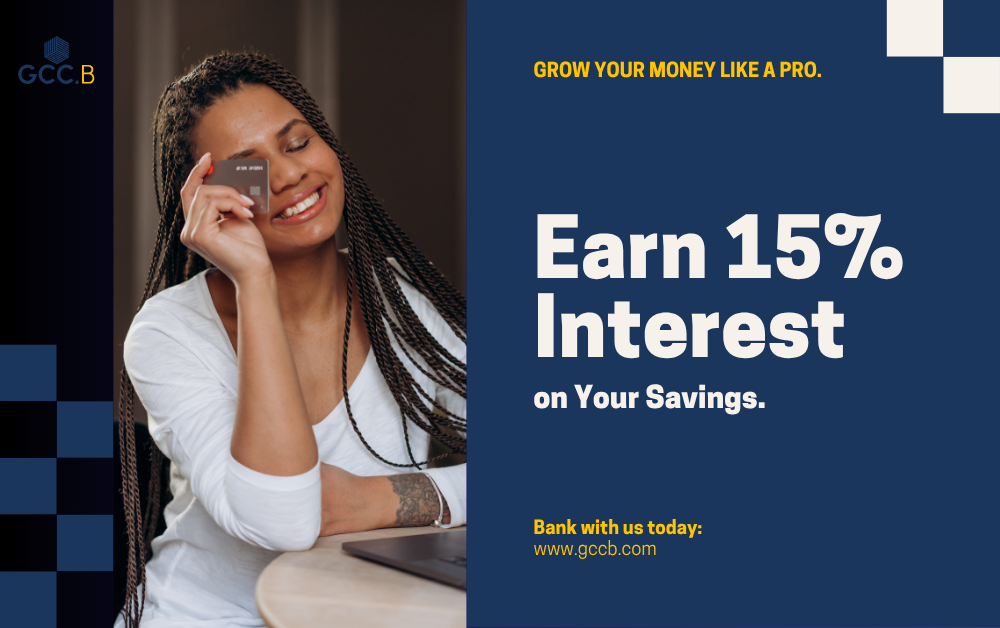 GCC.B
GROW YOUR MONEY LIKE A PRO.
Earn 15%
Interest
on Your Savings.
Bank with us today:
www.gccb.com